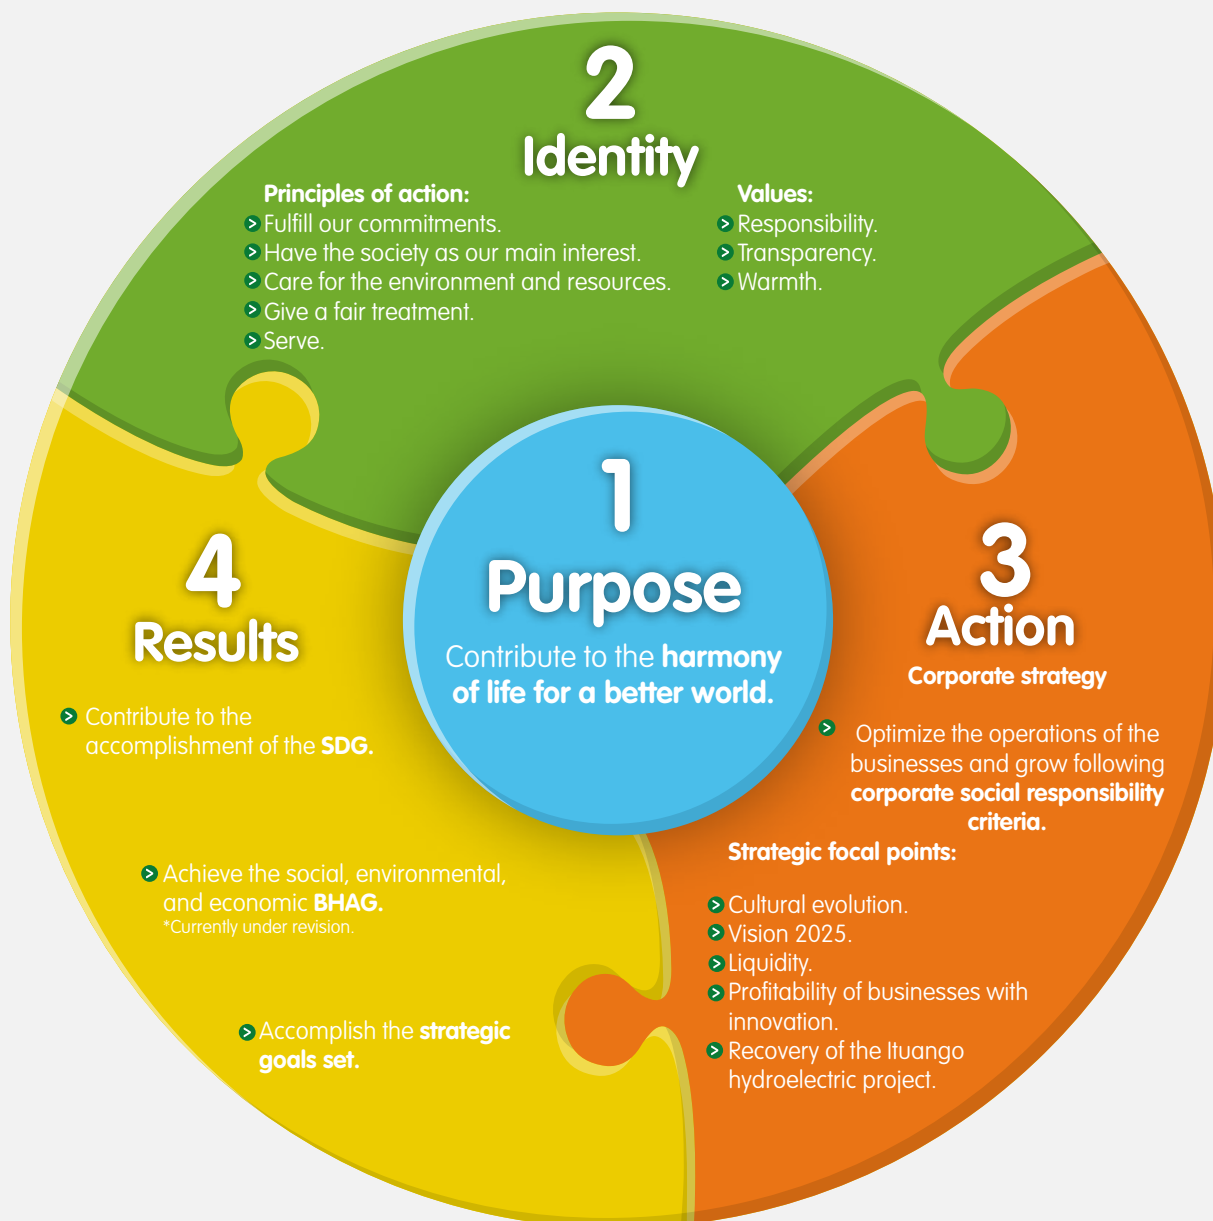 2
Identity
Principles of action:
Fulfill our commitments.
Have the society as our main interest.
Care for the environment and resources.
Give a fair treatment.
Serve.
Values:
Responsibility.
Transparency.
Warmth.
1
Purpose
Contribute to the harmony
of life for a better world.
3
Action
Corporate strategy
Optimize the operations of the
businesses and grow following
corporate social responsibility
criteria.
Strategic focal points:
Cultural evolution.
Vision 2025.
Liquidity.
Profitability of businesses with
innovation.
Recovery of the Ituango
hydroelectric project.
4
Results
Contribute to the
accomplishment of the SDG.
Achieve the social, environmental,
and economic BHAG.
*Currently under revision.
Accomplish the strategic
goals set.